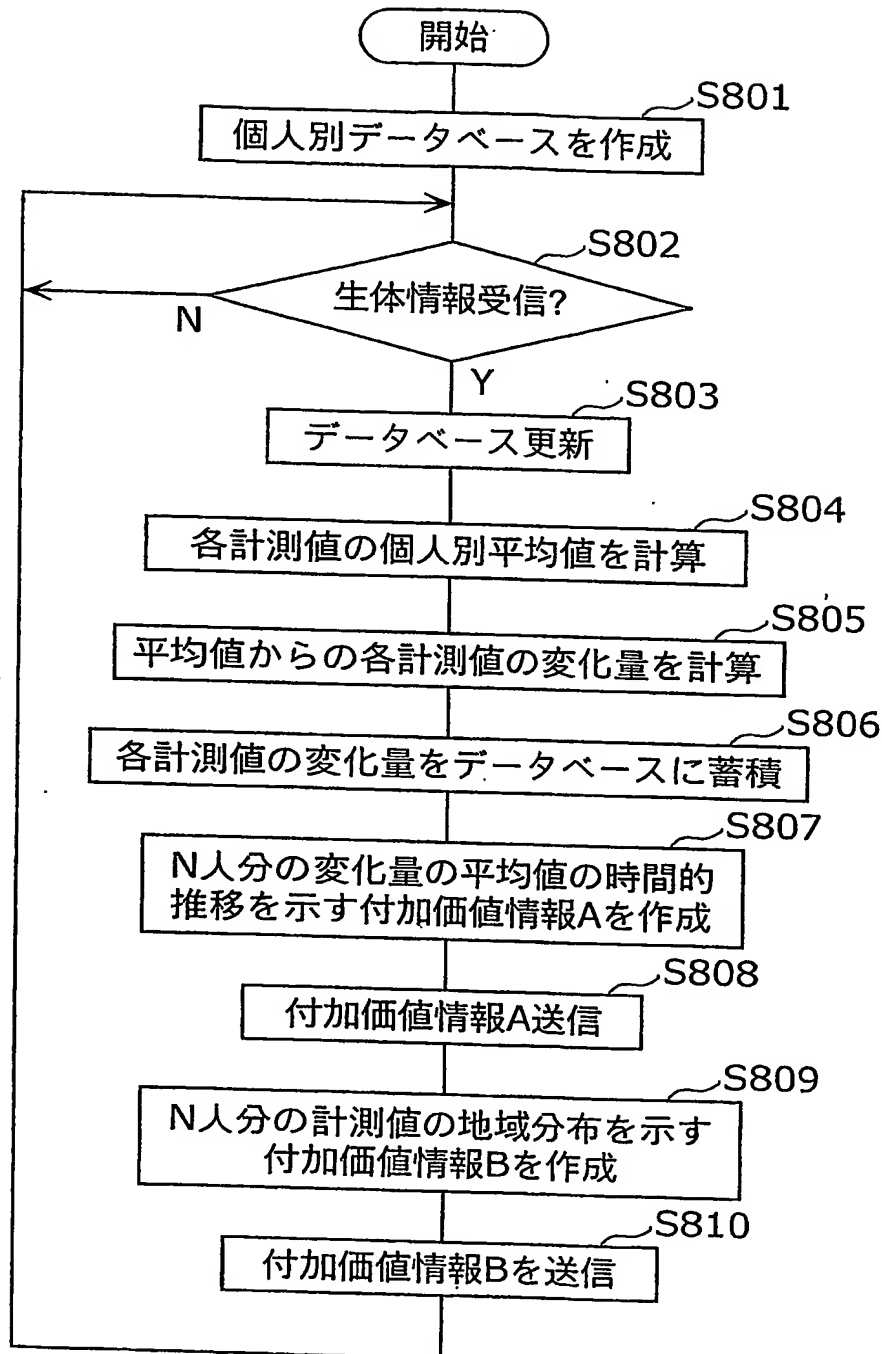 開始
S801
個人別データベースを作成
S802
生体情報受信?
N
Y
S803
データベース更新
S804
各計測値の個人別平均値を計算
S805
平均値からの各計測値の変化量を計算
S806
各計測値の変化量をデータベースに蓄積
S807
N人分の変化量の平均値の時間的
推移を示す付加価値情報Aを作成
S808
付加価値情報A送信
S809
N人分の計測値の地域分布を示す
付加価値情報Bを作成
S810
付加価値情報Bを送信